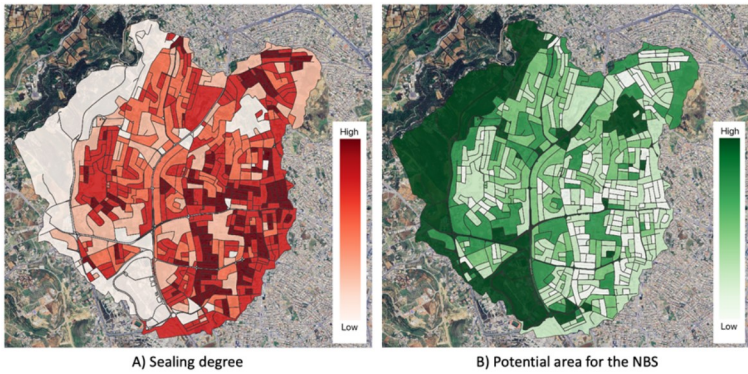 High
Low
High
Low
A) Sealing degree
B) Potential area for the NBS